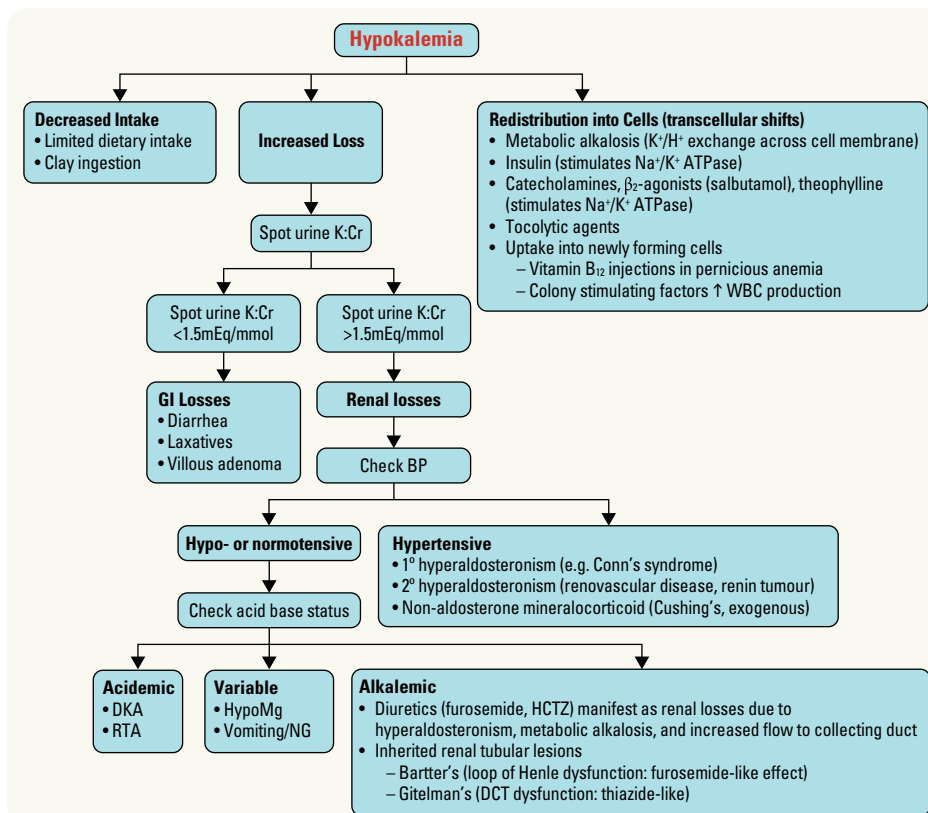 Hypokalemia
Decreased Intake
• Limited dietary intake
• Clay ingestion
Increased Loss
Redistribution into Cells (transcellular shifts)
• Metabolic alkalosis (K⁺/H⁺ exchange across cell membrane)
• Insulin (stimulates Na⁺/K⁺ ATPase)
• Catecholamines, β₂-agonists (salbutamol), theophylline
(stimulates Na⁺/K⁺ ATPase)
• Tocolytic agents
• Uptake into newly forming cells
– Vitamin B₁₂ injections in pernicious anemia
– Colony stimulating factors ↑ WBC production
Spot urine K:Cr
Spot urine K:Cr
<1.5mEq/mmol
Spot urine K:Cr
>1.5mEq/mmol
GI Losses
• Diarrhea
• Laxatives
• Villous adenoma
Renal losses
Check BP
Hypo- or normotensive
Hypertensive
• 1º hyperaldosteronism (e.g. Conn's syndrome)
• 2º hyperaldosteronism (renovascular disease, renin tumour)
• Non-aldosterone mineralocorticoid (Cushing's, exogenous)
Check acid base status
Acidemic
• DKA
• RTA
Variable
• HypoMg
• Vomiting/NG
Alkalemic
• Diuretics (furosemide, HCTZ) manifest as renal losses due to
hyperaldosteronism, metabolic alkalosis, and increased flow to collecting duct
• Inherited renal tubular lesions
– Bartter's (loop of Henle dysfunction: furosemide-like effect)
– Gitelman's (DCT dysfunction: thiazide-like)